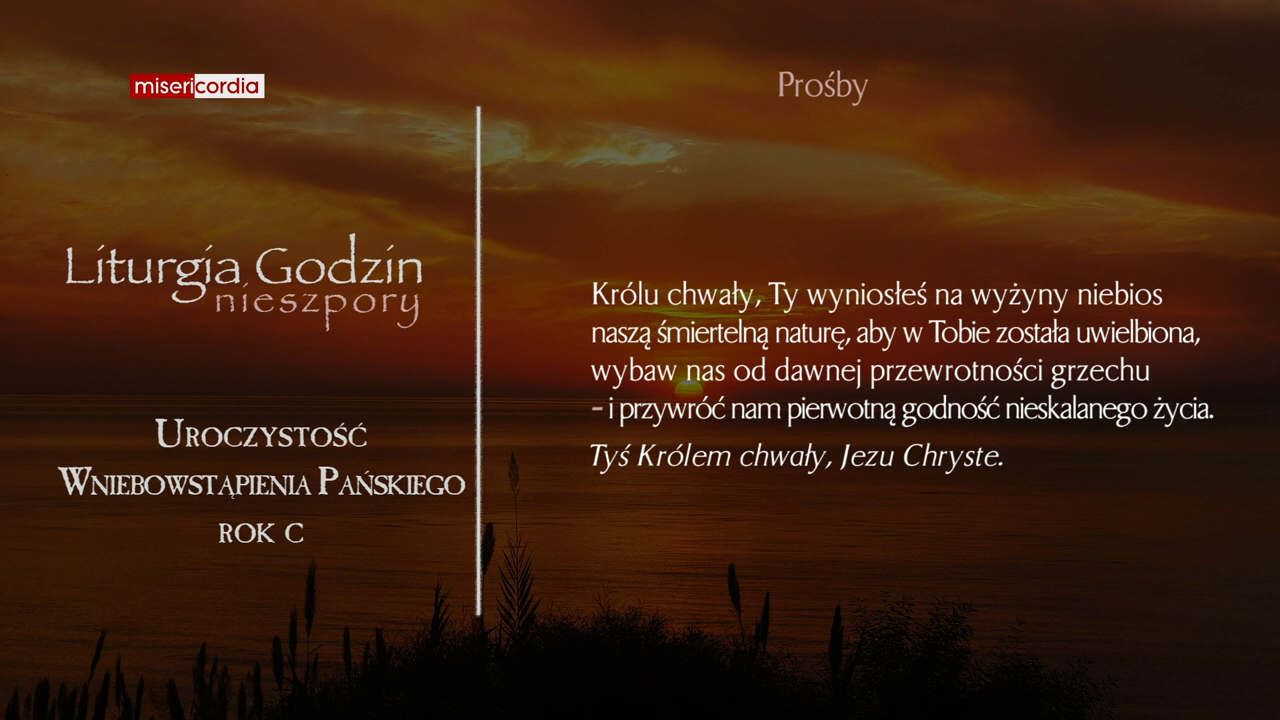 misericordia
Prośby
Liturgia Godzin
nieszpory
Uroczystość
Wniebowstąpienia Pańskiego
rok C
Królu chwały, Ty wyniosłeś na wyżyny niebios
naszą śmiertelną naturę, aby w Tobie została uwielbiona,
wybaw nas od dawnej przewrotności grzechu
- i przywróć nam pierwotną godność nieskalanego życia.
Tyś Królem chwały, Jezu Chryste.